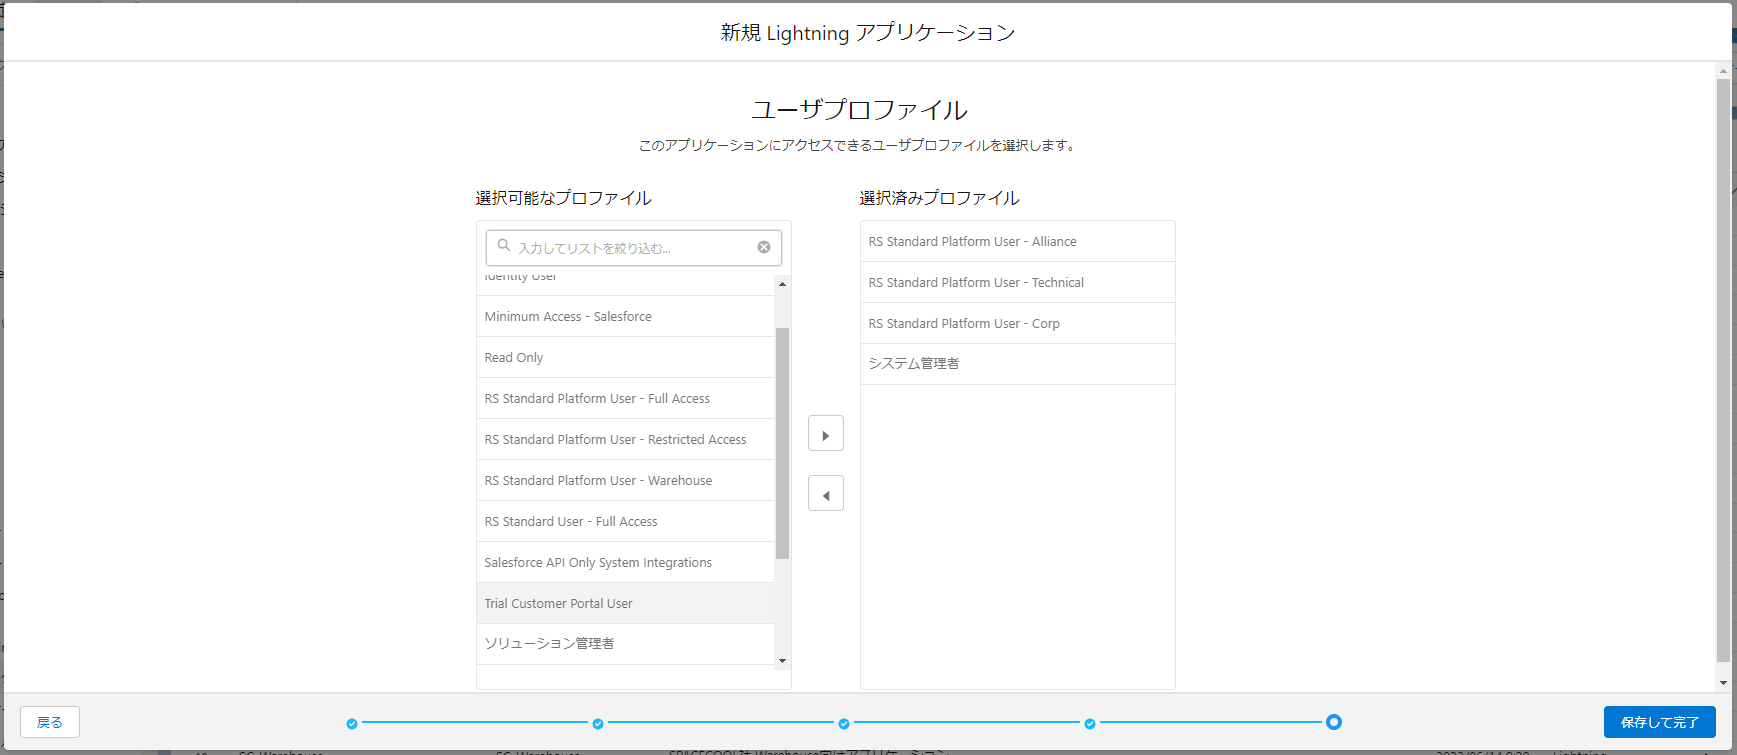 新規 Lightning アプリケーション
ユーザプロファイル
このアプリケーションにアクセスできるユーザプロファイルを選択します。
選択可能なプロファイル
入力してリストを絞り込む...
Identity User
Minimum Access - Salesforce
Read Only
RS Standard Platform User - Full Access
RS Standard Platform User - Restricted Access
RS Standard Platform User - Warehouse
RS Standard User - Full Access
Salesforce API Only System Integrations
Trial Customer Portal User
ソリューション管理者
選択済みプロファイル
RS Standard Platform User - Alliance
RS Standard Platform User - Technical
RS Standard Platform User - Corp
システム管理者
戻る
保存して完了